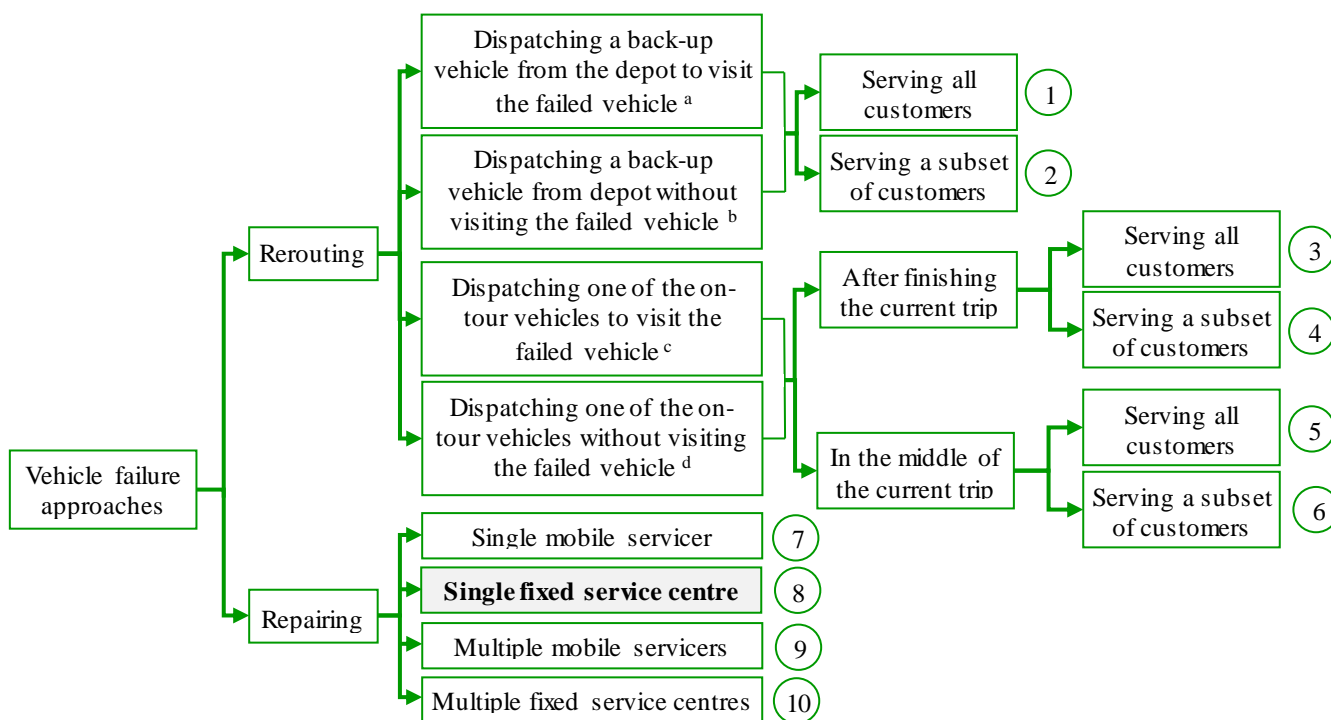 Dispatching a back-up
vehicle from the depot to visit
the failed vehicle a
Serving all
customers
1
Dispatching a back-up
vehicle from depot without
visiting the failed vehicle b
Serving a subset
of customers
2
Rerouting
Dispatching one of the on-
tour vehicles to visit the
failed vehicle c
After finishing
the current trip
Serving all
customers
3
Serving a subset
of customers
4
Dispatching one of the on-
tour vehicles without visiting
the failed vehicle d
In the middle of
the current trip
Serving all
customers
5
Serving a subset
of customers
6
Vehicle failure
approaches
Repairing
Single mobile servicer
7
Single fixed service centre
8
Multiple mobile servicers
9
Multiple fixed service centres
10